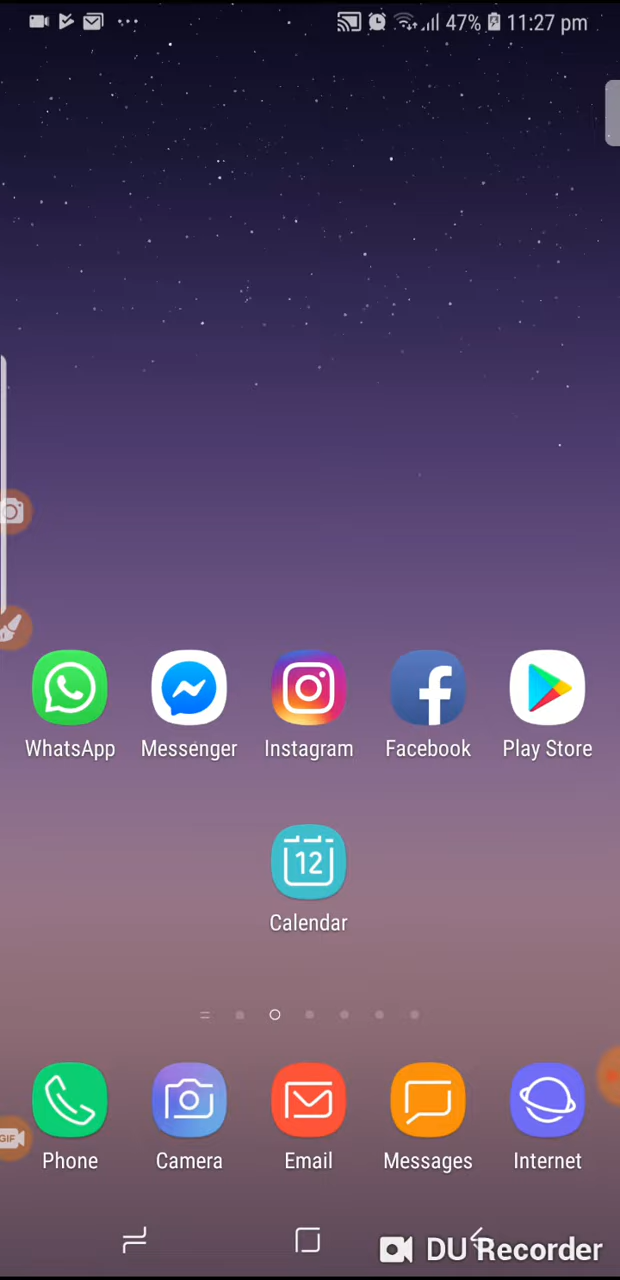 47% 11:27 pm
WhatsApp Messenger Instagram Facebook Play Store
12
Calendar
Phone Camera Email Messages Internet
GIF
DU Recorder